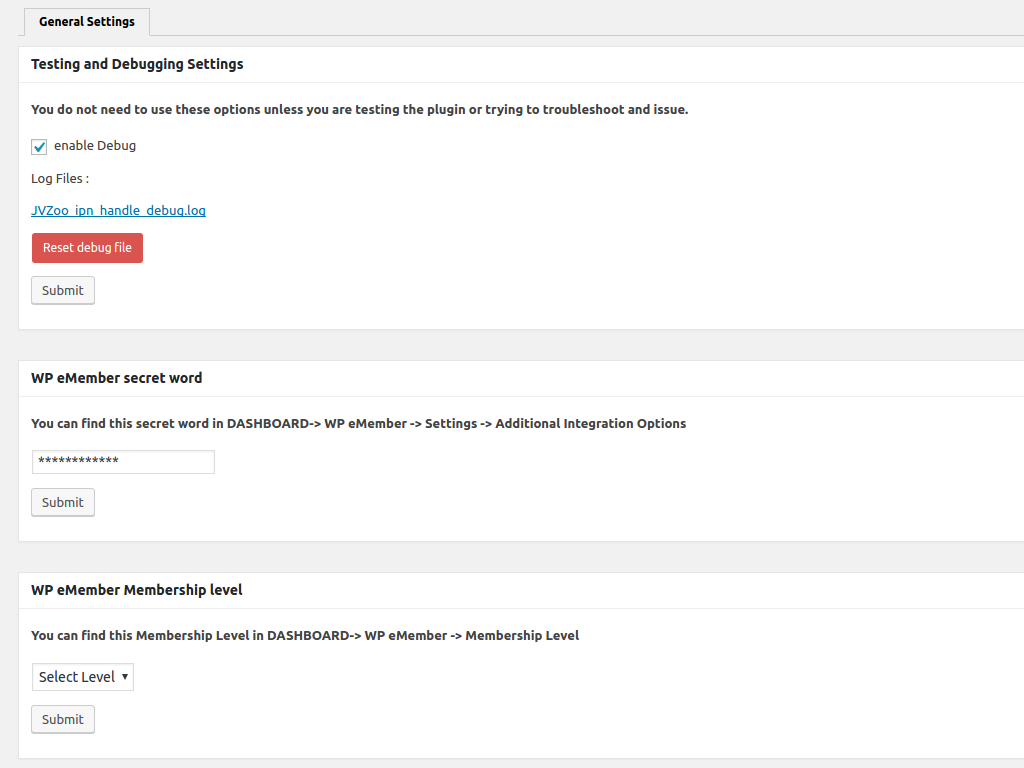 General Settings
Testing and Debugging Settings
You do not need to use these options unless you are testing the plugin or trying to troubleshoot and issue.
enable Debug
Log Files :
JVZoo_ipn_handle_debug.log
Reset debug file
Submit
WP eMember secret word
You can find this secret word in DASHBOARD-> WP eMember -> Settings -> Additional Integration Options
************
Submit
WP eMember Membership level
You can find this Membership Level in DASHBOARD-> WP eMember -> Membership Level
Select Level
Submit